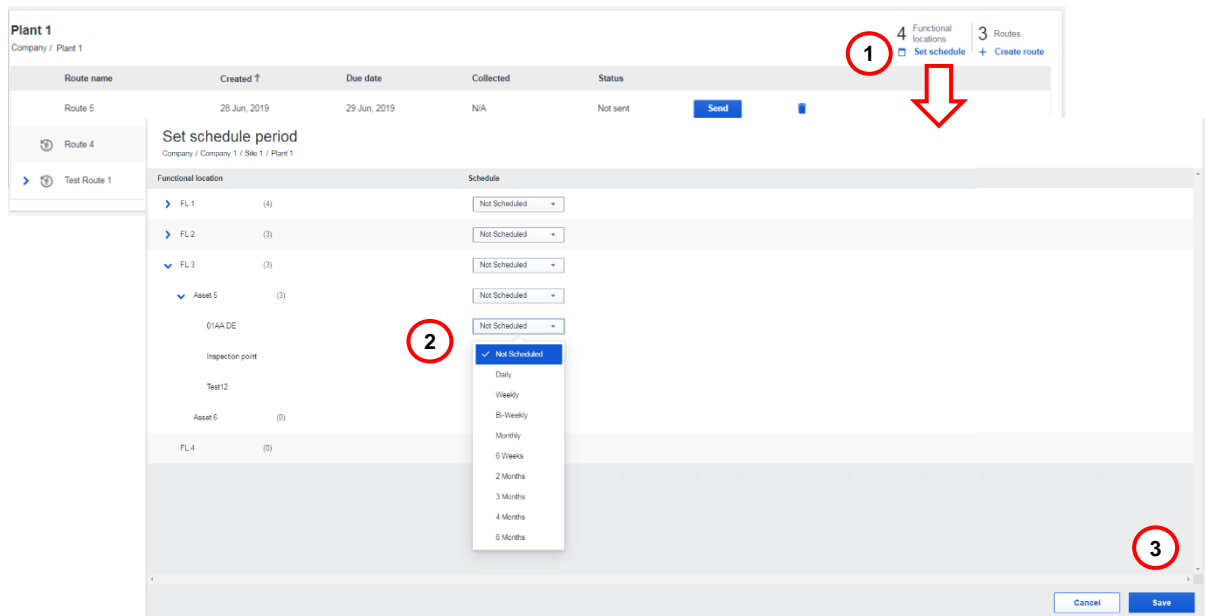 Plant 1
Company / Plant 1
4 Functional locations
3 Routes
1
Set schedule
+ Create route
Route name Created ↑ Due date Collected Status
Route 5 28 Jun, 2019 29 Jun, 2019 N/A Not sent Send
Route 4
Test Route 1
Set schedule period
Company / Company 1 / Site 1 / Plant 1
Functional location Schedule
FL 1 (4) Not Scheduled
FL 2 (3) Not Scheduled
FL 3 (3) Not Scheduled
Asset 5 (3) Not Scheduled
01AA DE Not Scheduled
2
Inspection point
Test12
Asset 6 (0)
FL 4 (0)
Not Scheduled
Daily
Weekly
Bi-Weekly
Monthly
6 Weeks
2 Months
3 Months
4 Months
6 Months
3
Cancel Save